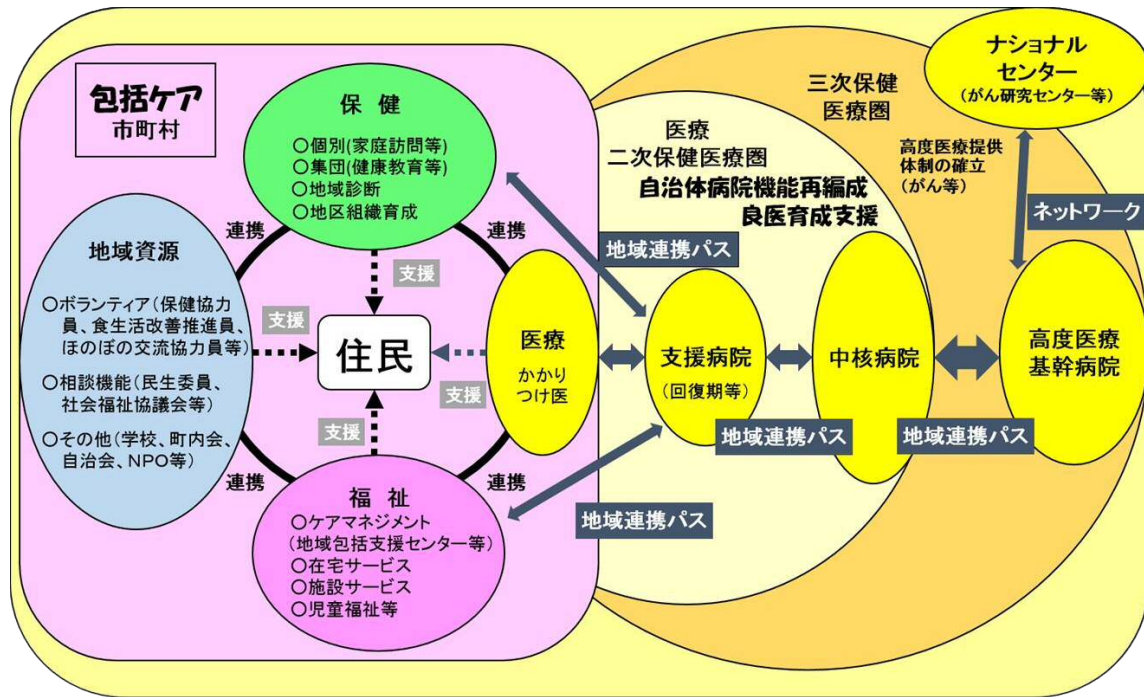 包括ケア
市町村
保健
○個別(家庭訪問等)
○集団(健康教育等)
○地域診断
○地区組織育成
連携
連携
地域資源
○ボランティア(保健協力
員、食生活改善推進員、
ほのぼの交流協力員等)
○相談機能(民生委員、
社会福祉協議会等)
○その他(学校、町内会、
自治会、NPO等)
支援
支援
住民
支援
支援
医療
かかり
つけ医
連携
連携
福祉
○ケアマネジメント
(地域包括支援センター等)
○在宅サービス
○施設サービス
○児童福祉等
医療
二次保健医療圏
自治体病院機能再編成
良医育成支援
地域連携パス
支援病院
(回復期等)
中核病院
地域連携パス
地域連携パス
地域連携パス
三次保健
医療圏
ナショナル
センター
(がん研究センター等)
高度医療提供
体制の確立
(がん等)
ネットワーク
高度医療
基幹病院